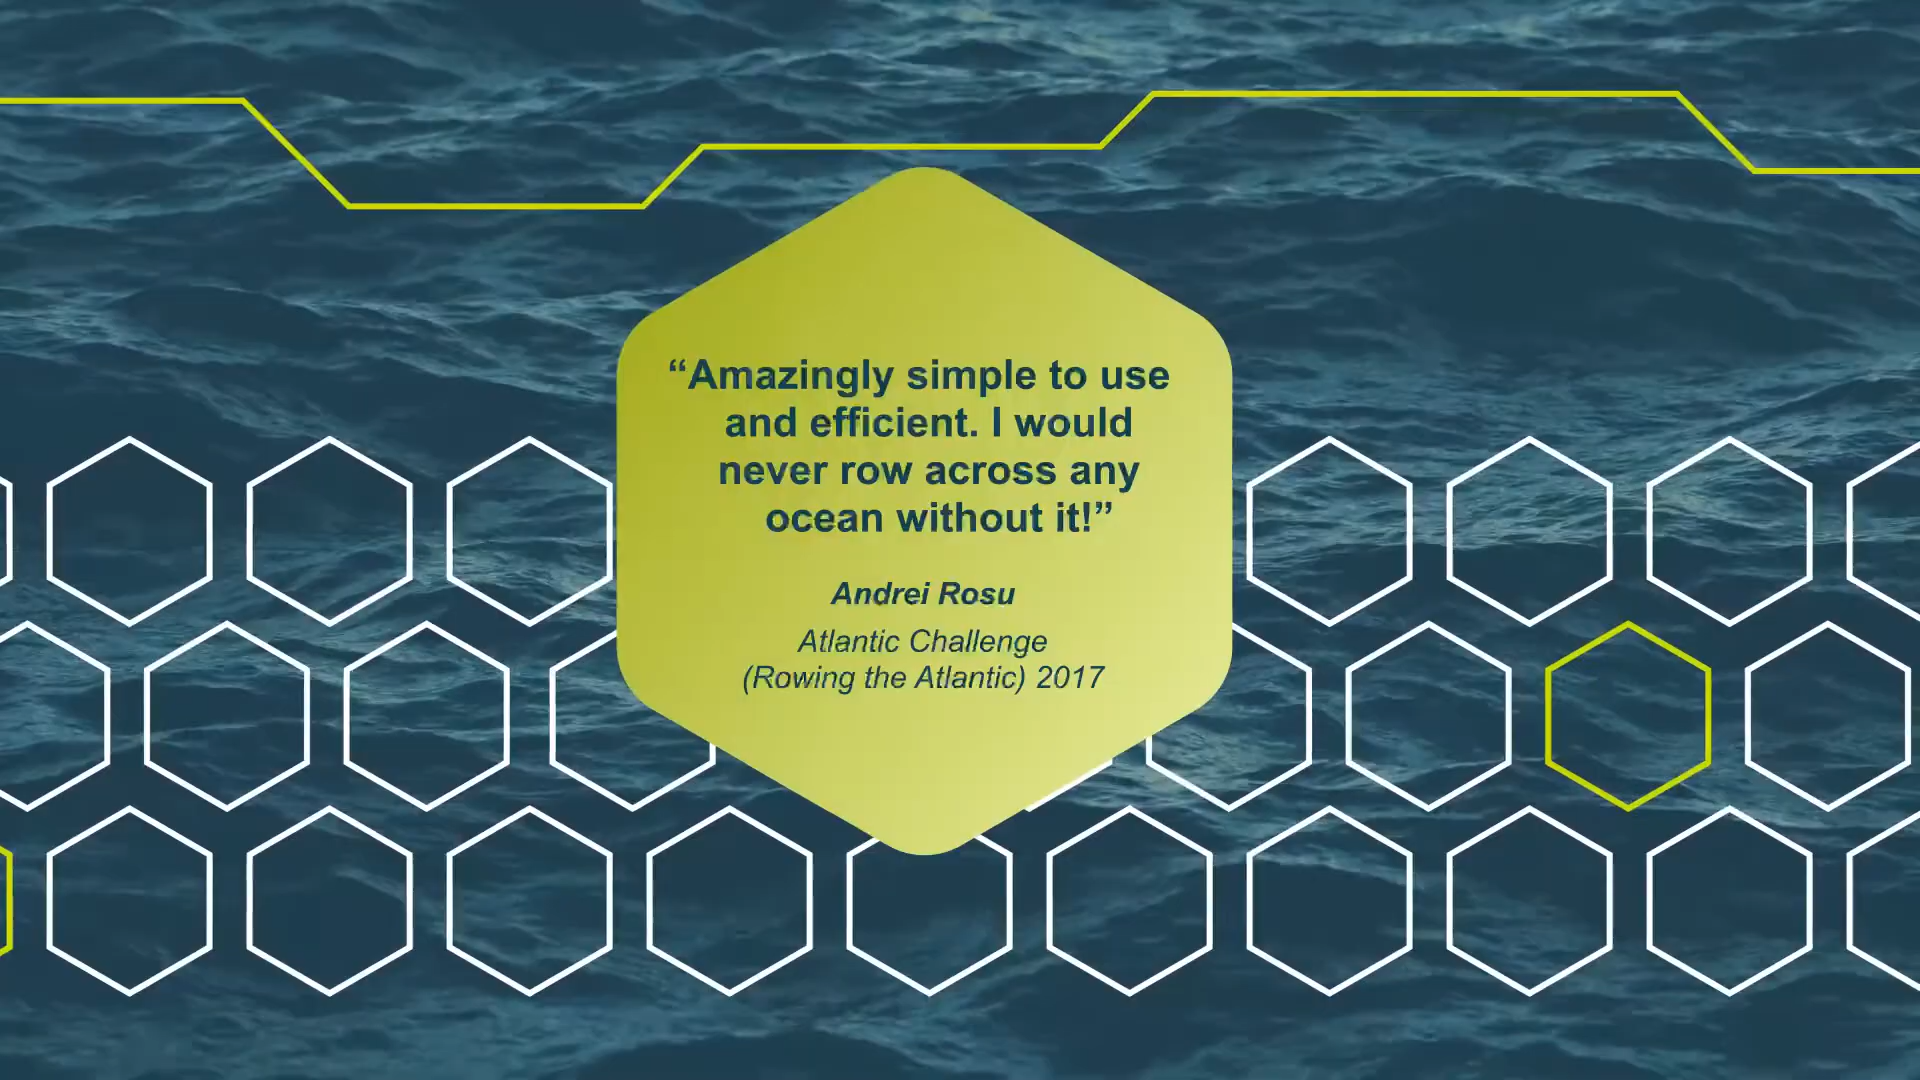 “Amazingly simple to use
and efficient. I would
never row across any
ocean without it!”
Andrei Rosu
Atlantic Challenge
(Rowing the Atlantic) 2017